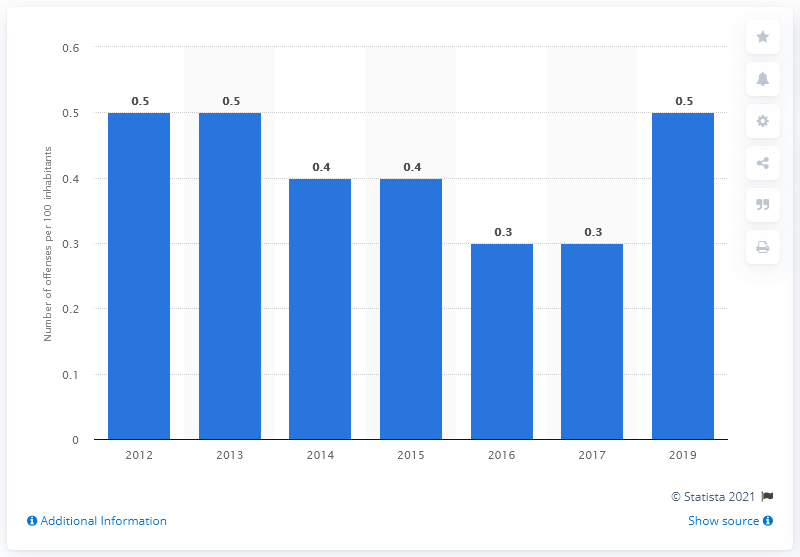 0.6
0.5
0.4
0.3
0.2
0.1
0
Number of offenses per 100 inhabitants
0.5
0.5
0.4
0.4
0.3
0.3
0.5
2012 2013 2014 2015 2016 2017 2019
© Statista 2021
Additional Information
Show source